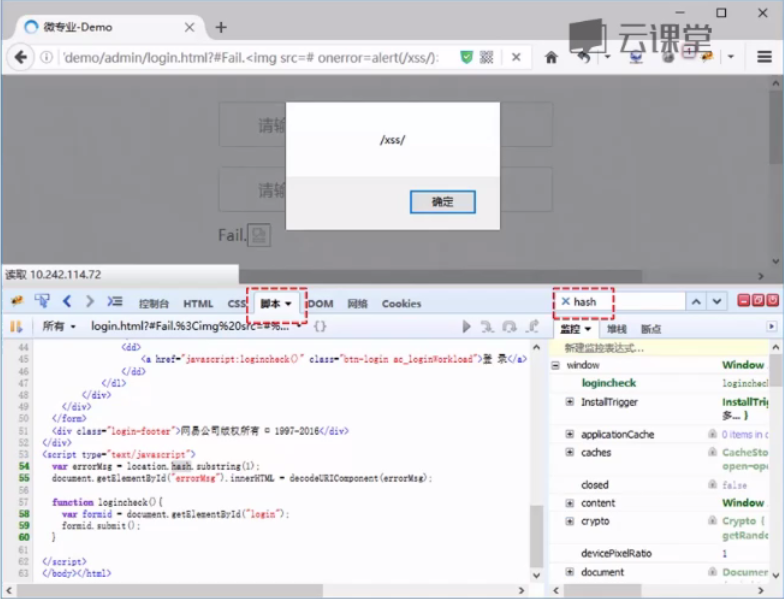 微专业-Demo
云课堂
'demo/admin/login.html?#Fail.<img src=# onerror=alert(/xss/):
请输
/xss/
请输
确定
Fail.
读取 10.242.114.72
控制台 HTML CSS 脚本 DOM 网络 Cookies
hash
所有 login.html?#Fail.%3Cimg%20src=#%...
监控 堆栈 断点
新建监控表达式...
44 <dd>
45 <a href="javascript:logincheck()" class="btn-login ac_loginWorkload">登 录</a>
46 </dd>
47 </dl>
48 </div>
49 </div>
50 </form>
51 <div class="login-footer">网易公司版权所有 © 1997-2016</div>
52 </div>
53 <script type="text/javascript">
54 var errorMsg = location.hash.substring(1);
55 document.getElementById("errorMsg").innerHTML = decodeURIComponent(errorMsg);
56
57 function logincheck(){
58 var formid = document.getElementById("login");
59 formid.submit();
60 }
61
62 </script>
63 </body></html>
window Window
logincheck logincheck
InstallTrigger InstallTrig
多... }
applicationCache 0 items in
caches CacheSto
open-op
closed false
content Window
crypto Crypto {
getRando
devicePixelRatio 1
document Documen